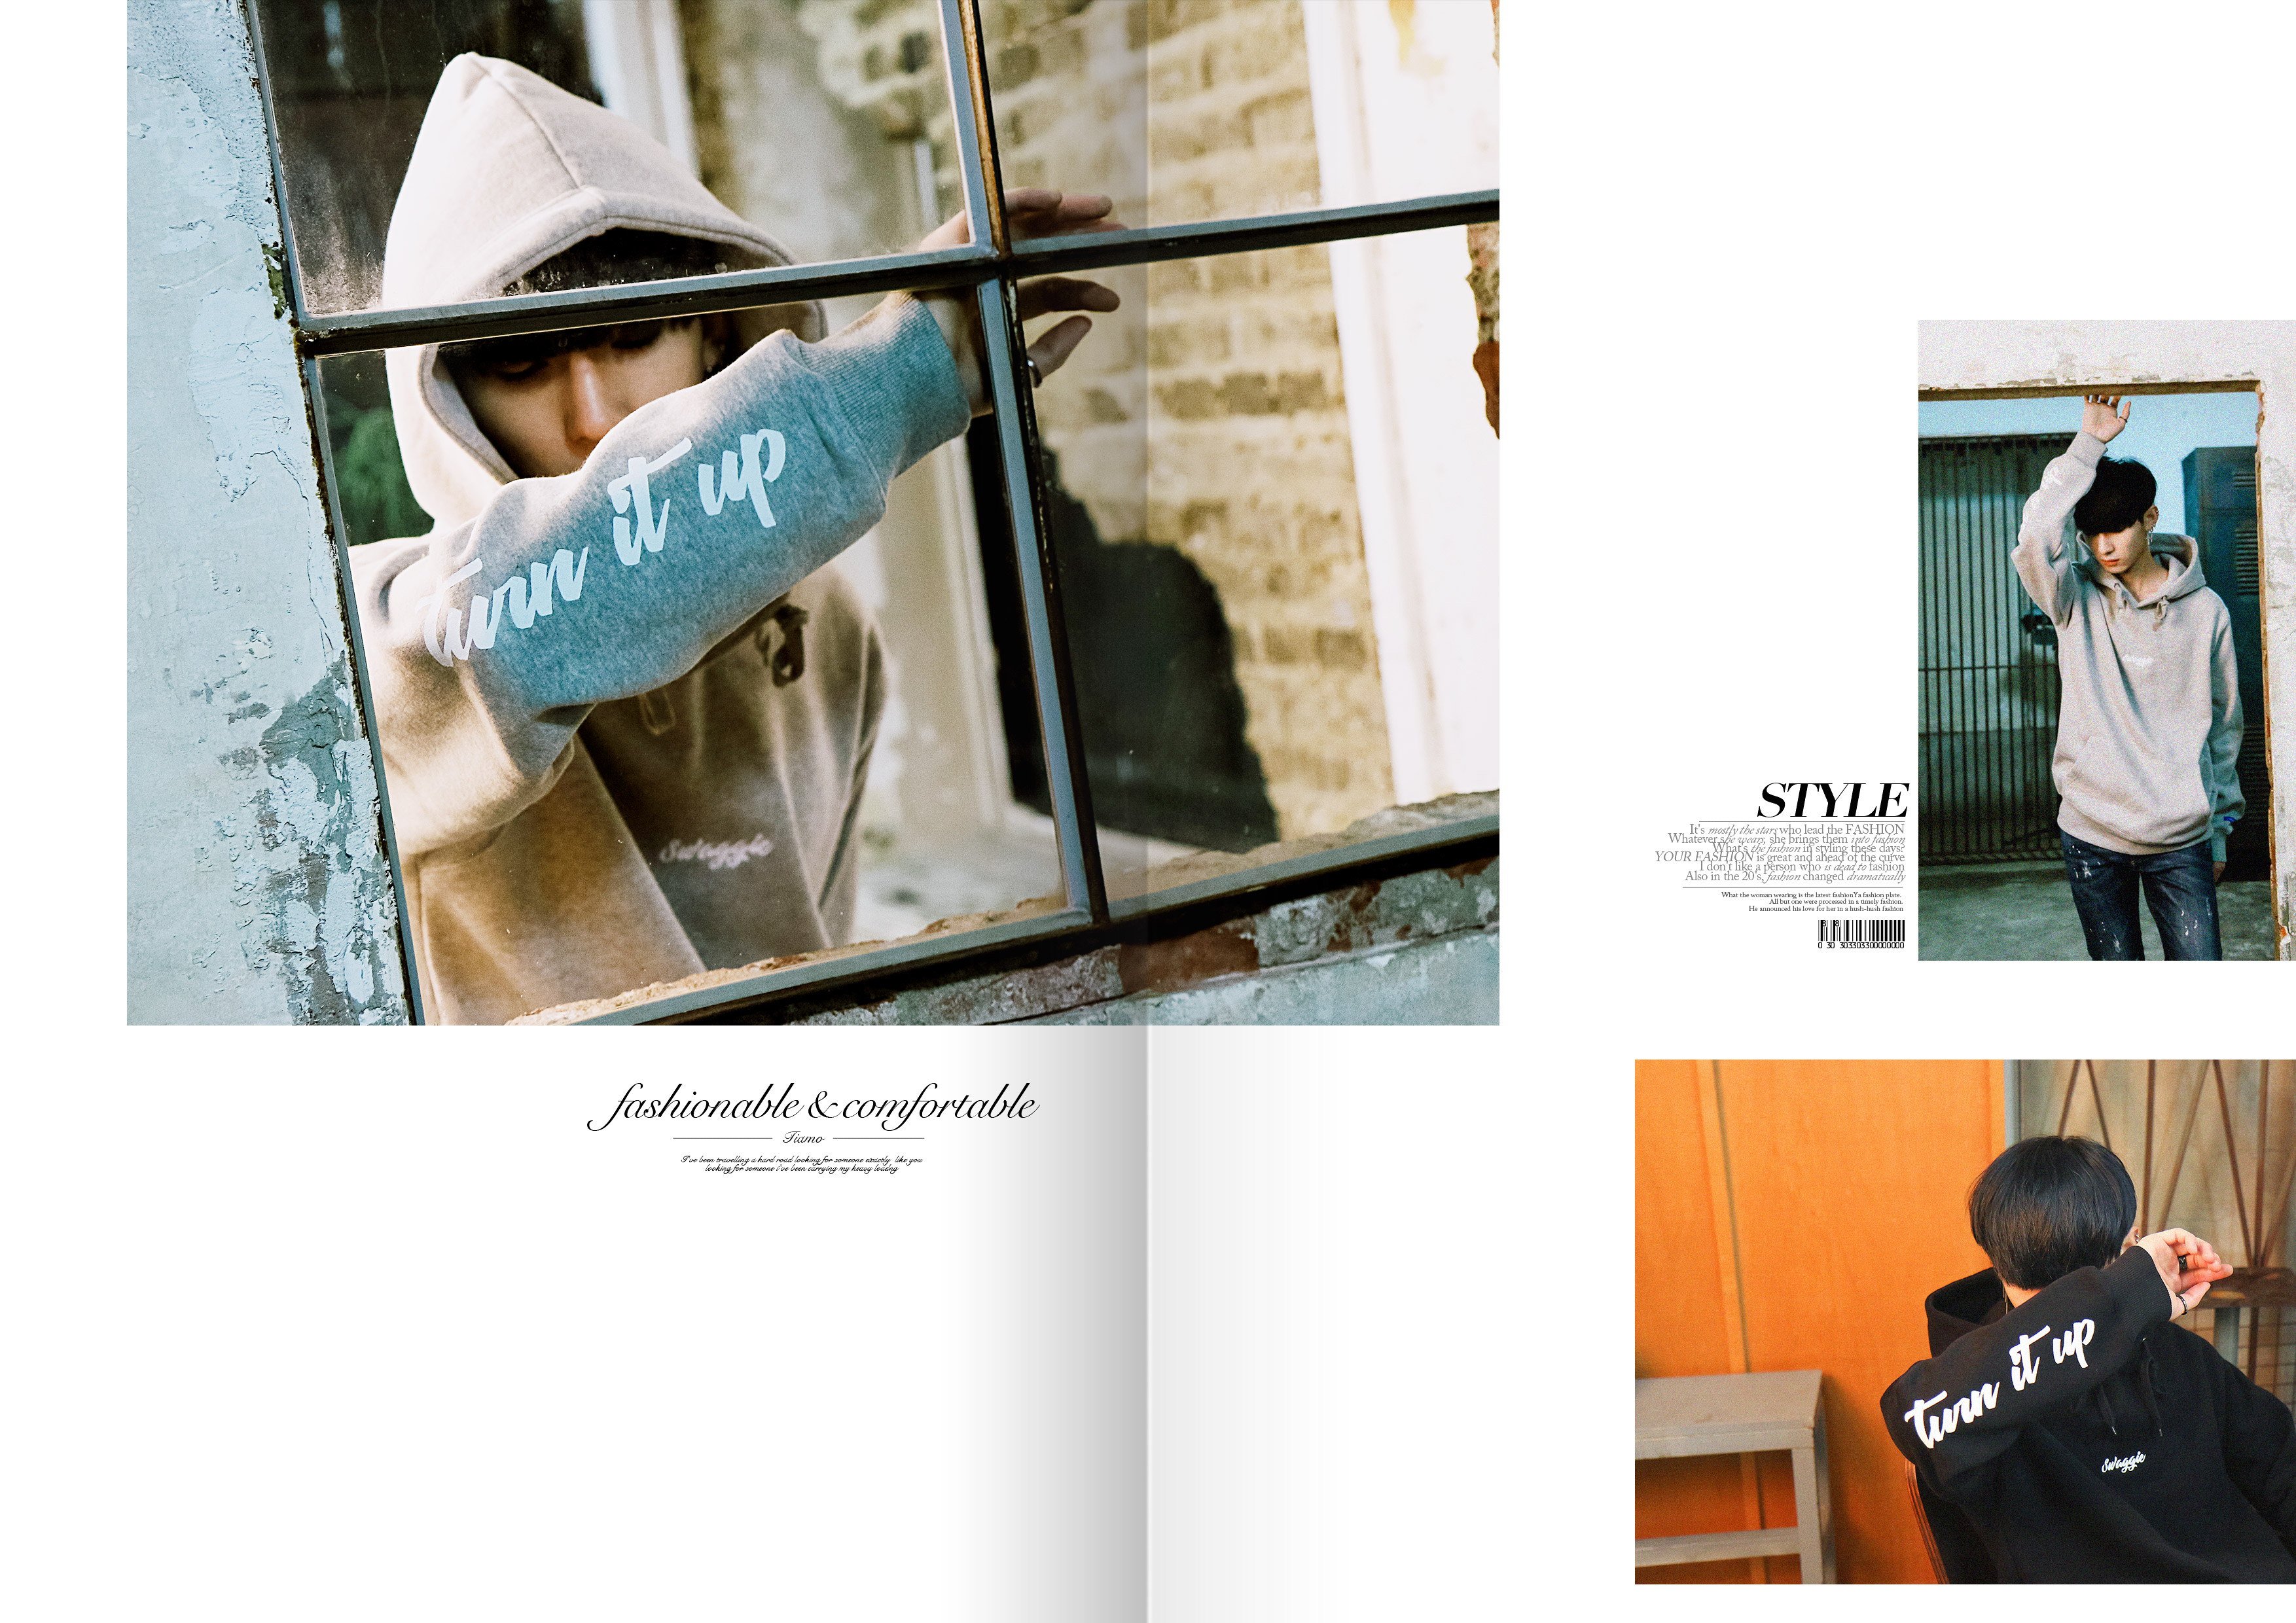 turn it up
Swaggie
fashionable & comfortable
Tiamo
I've been travelling a hard road looking for someone exactly like you
looking for someone i've been carrying my heavy loading
STYLE
It's mostly the stars who lead the FASHION
Whatever she wears, she brings them into fashion
What's the fashion in styling these days?
YOUR FASHION is great and ahead of the curve
I don't like a person who is dead to fashion
Also in the 20's, fashion changed dramatically
What the woman wearing is the latest fashionYa fashion plate.
All but one were processed in a timely fashion.
He announced his love for her in a hush-hush fashion
0 30 30330330000000
turn it up
Swaggie